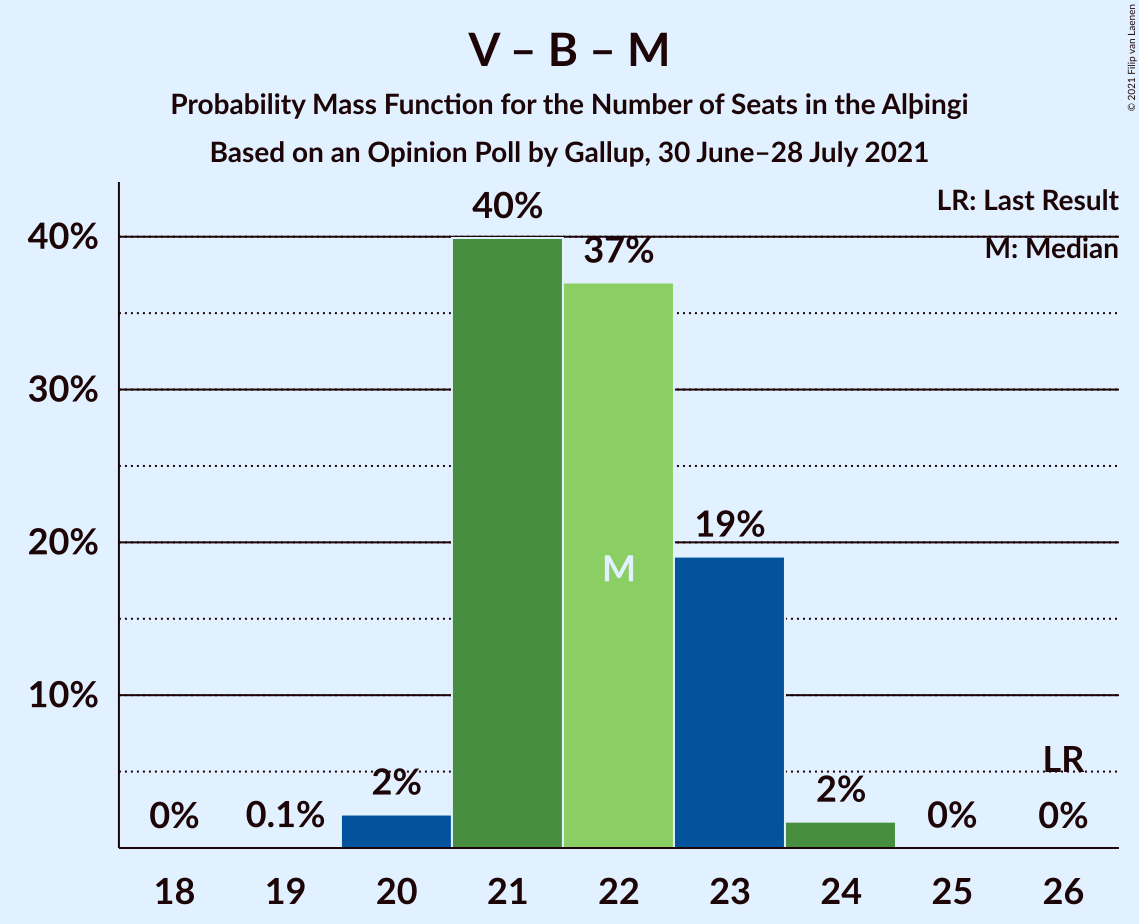 V – B – M
Probability Mass Function for the Number of Seats in the Alþingi
Based on an Opinion Poll by Gallup, 30 June–28 July 2021
© 2021 Filip van Laenen
LR: Last Result
M: Median
40%
30%
20%
10%
0%
0.1%
2%
40%
37%
M
19%
2%
0%
LR
0%
18 19 20 21 22 23 24 25 26